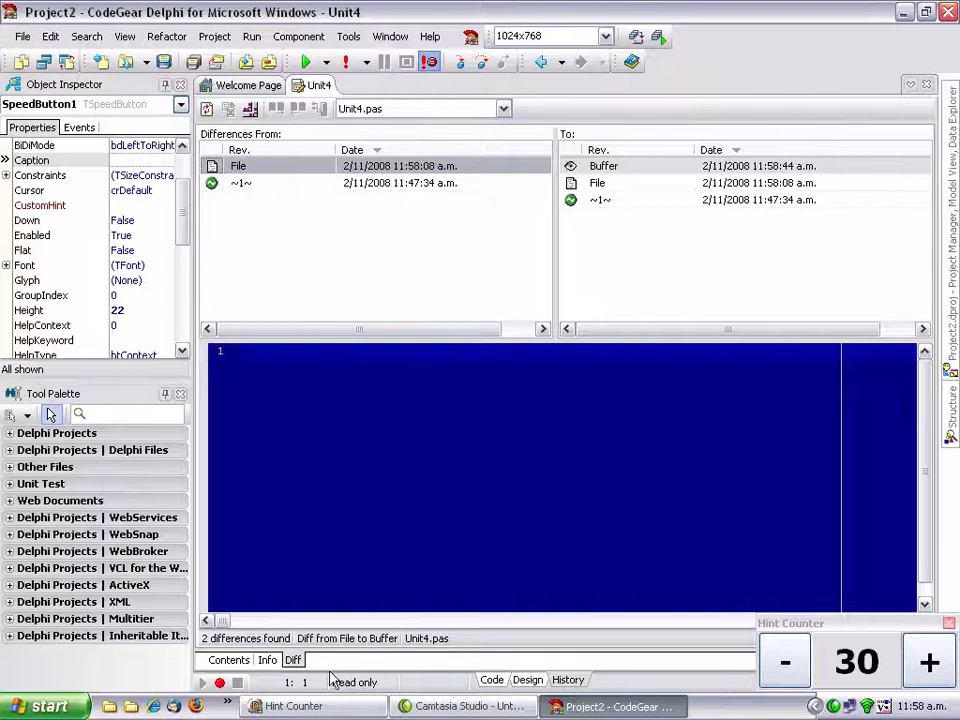 Project2 - CodeGear Delphi for Microsoft Windows - Unit4
File Edit Search View Refactor Project Run Component Tools Window Help
1024x768
Object Inspector
Welcome Page Unit4
SpeedButton1 TSpeedButton
Unit4.pas
Properties Events
Differences From: To:
BiDiMode bdLeftToRight
Rev. Date Rev. Date
Caption
File 2/11/2008 11:58:08 a.m. Buffer 2/11/2008 11:58:44 a.m.
Constraints (TSizeConstra
~1~ 2/11/2008 11:47:34 a.m. File 2/11/2008 11:58:08 a.m.
Cursor crDefault
~1~ 2/11/2008 11:47:34 a.m.
CustomHint
Down False
Enabled True
Flat False
Font (TFont)
Glyph (None)
GroupIndex 0
Height 22
HelpContext 0
HelpKeyword
HelpType htContext
All shown
1
Tool Palette
Delphi Projects
Delphi Projects | Delphi Files
Other Files
Unit Test
Web Documents
Delphi Projects | WebServices
Delphi Projects | WebSnap
Delphi Projects | WebBroker
Delphi Projects | VCL for the W...
Delphi Projects | ActiveX
Delphi Projects | XML
Delphi Projects | Multitier
Delphi Projects | Inheritable It...
Project2.dproj - Project Manager, Model View, Data Explorer
Structure
2 differences found Diff from File to Buffer Unit4.pas
Contents Info Diff
1: 1 Read only
Code Design History
Hint Counter
- 30 +
start
Hint Counter
Camtasia Studio - Unt...
Project2 - CodeGear ...
11:58 a.m.